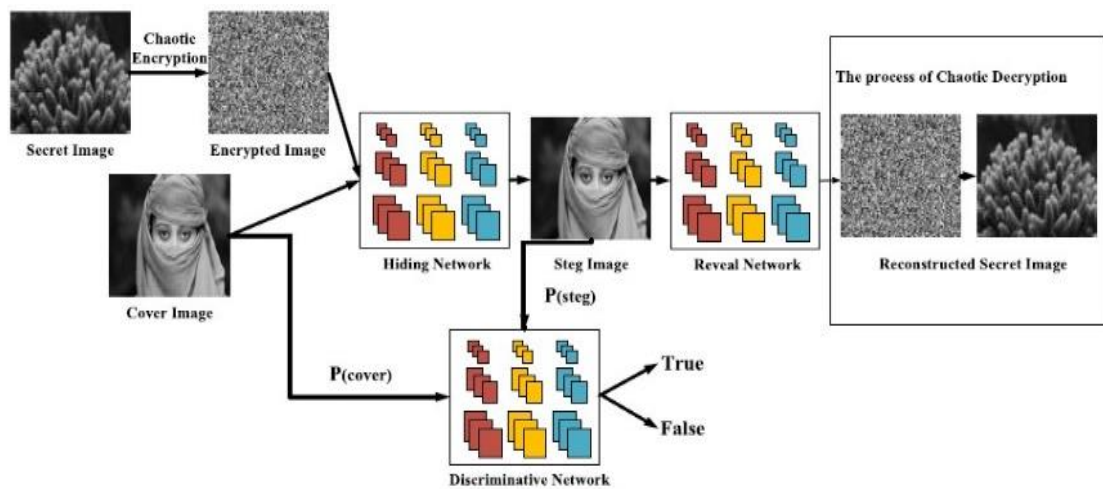 Chaotic
Encryption
Secret Image
Encrypted Image
Cover Image
Hiding Network
Steg Image
Reveal Network
The process of Chaotic Decryption
Reconstructed Secret Image
P(steg)
P(cover)
True
False
Discriminative Network